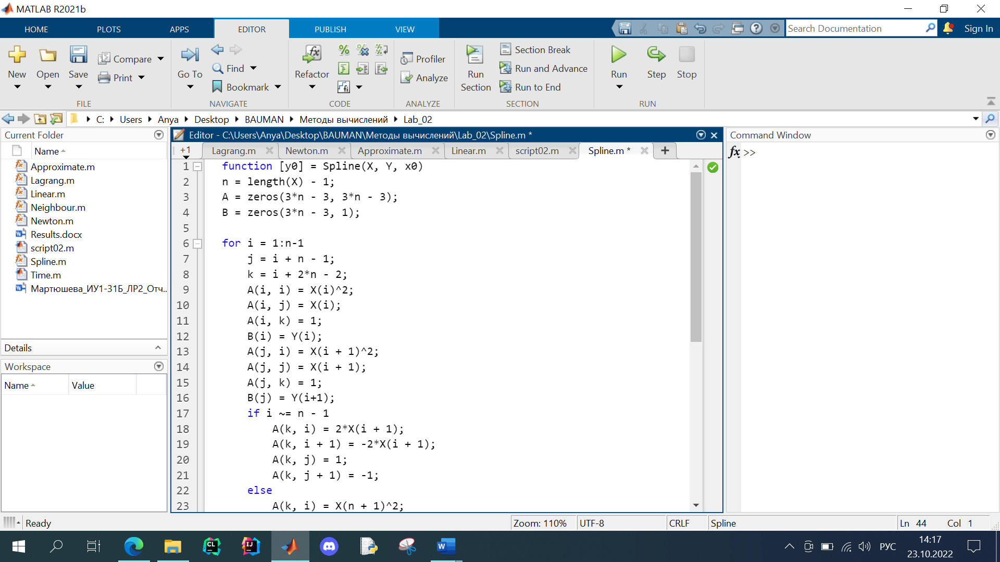 MATLAB R2021b
HOME PLOTS APPS EDITOR PUBLISH VIEW Search Documentation Sign In
New Open Save Compare Print FILE
Go To Find Bookmark NAVIGATE
Refactor CODE
Profiler Analyze ANALYZE
Run Section Section Break Run and Advance Run to End SECTION
Run Step Stop RUN
C: Users Anya Desktop BAUMAN Методы вычислений Lab_02
Current Folder
Name
Approximate.m
Lagrang.m
Linear.m
Neighbour.m
Newton.m
Results.docx
script02.m
Spline.m
Time.m
Мартюшева_ИУ1-31Б_ЛР2_Отч..
Details
Workspace
Name Value
Editor - C:\Users\Anya\Desktop\BAUMAN\Методы вычислений\Lab_02\Spline.m *
+1 Lagrang.m Newton.m Approximate.m Linear.m script02.m Spline.m * +
1 function [y0] = Spline(X, Y, x0)
2 n = length(X) - 1;
3 A = zeros(3*n - 3, 3*n - 3);
4 B = zeros(3*n - 3, 1);
5
6 for i = 1:n-1
7 j = i + n - 1;
8 k = i + 2*n - 2;
9 A(i, i) = X(i)^2;
10 A(i, j) = X(i);
11 A(i, k) = 1;
12 B(i) = Y(i);
13 A(j, i) = X(i + 1)^2;
14 A(j, j) = X(i + 1);
15 A(j, k) = 1;
16 B(j) = Y(i+1);
17 if i ~= n - 1
18 A(k, i) = 2*X(i + 1);
19 A(k, i + 1) = -2*X(i + 1);
20 A(k, j) = 1;
21 A(k, j + 1) = -1;
22 else
23 A(k, i) = X(n + 1)^2;
Command Window
fx >>
Ready Zoom: 110% UTF-8 CRLF Spline Ln 44 Col 1
CL IJ W РУС 14:17
23.10.2022